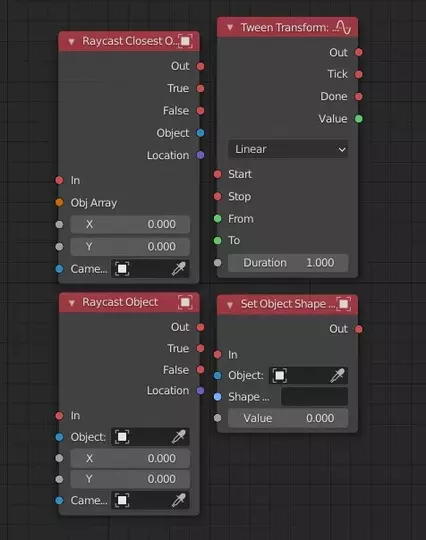 Raycast Closest O...
Out
True
False
Object
Location
In
Obj Array
X 0.000
Y 0.000
Came...
Tween Transform: ...
Out
Tick
Done
Value
Linear
Start
Stop
From
To
Duration 1.000
Raycast Object
Out
True
False
Location
In
Object:
X 0.000
Y 0.000
Came...
Set Object Shape ...
Out
In
Object:
Shape ...
Value 0.000